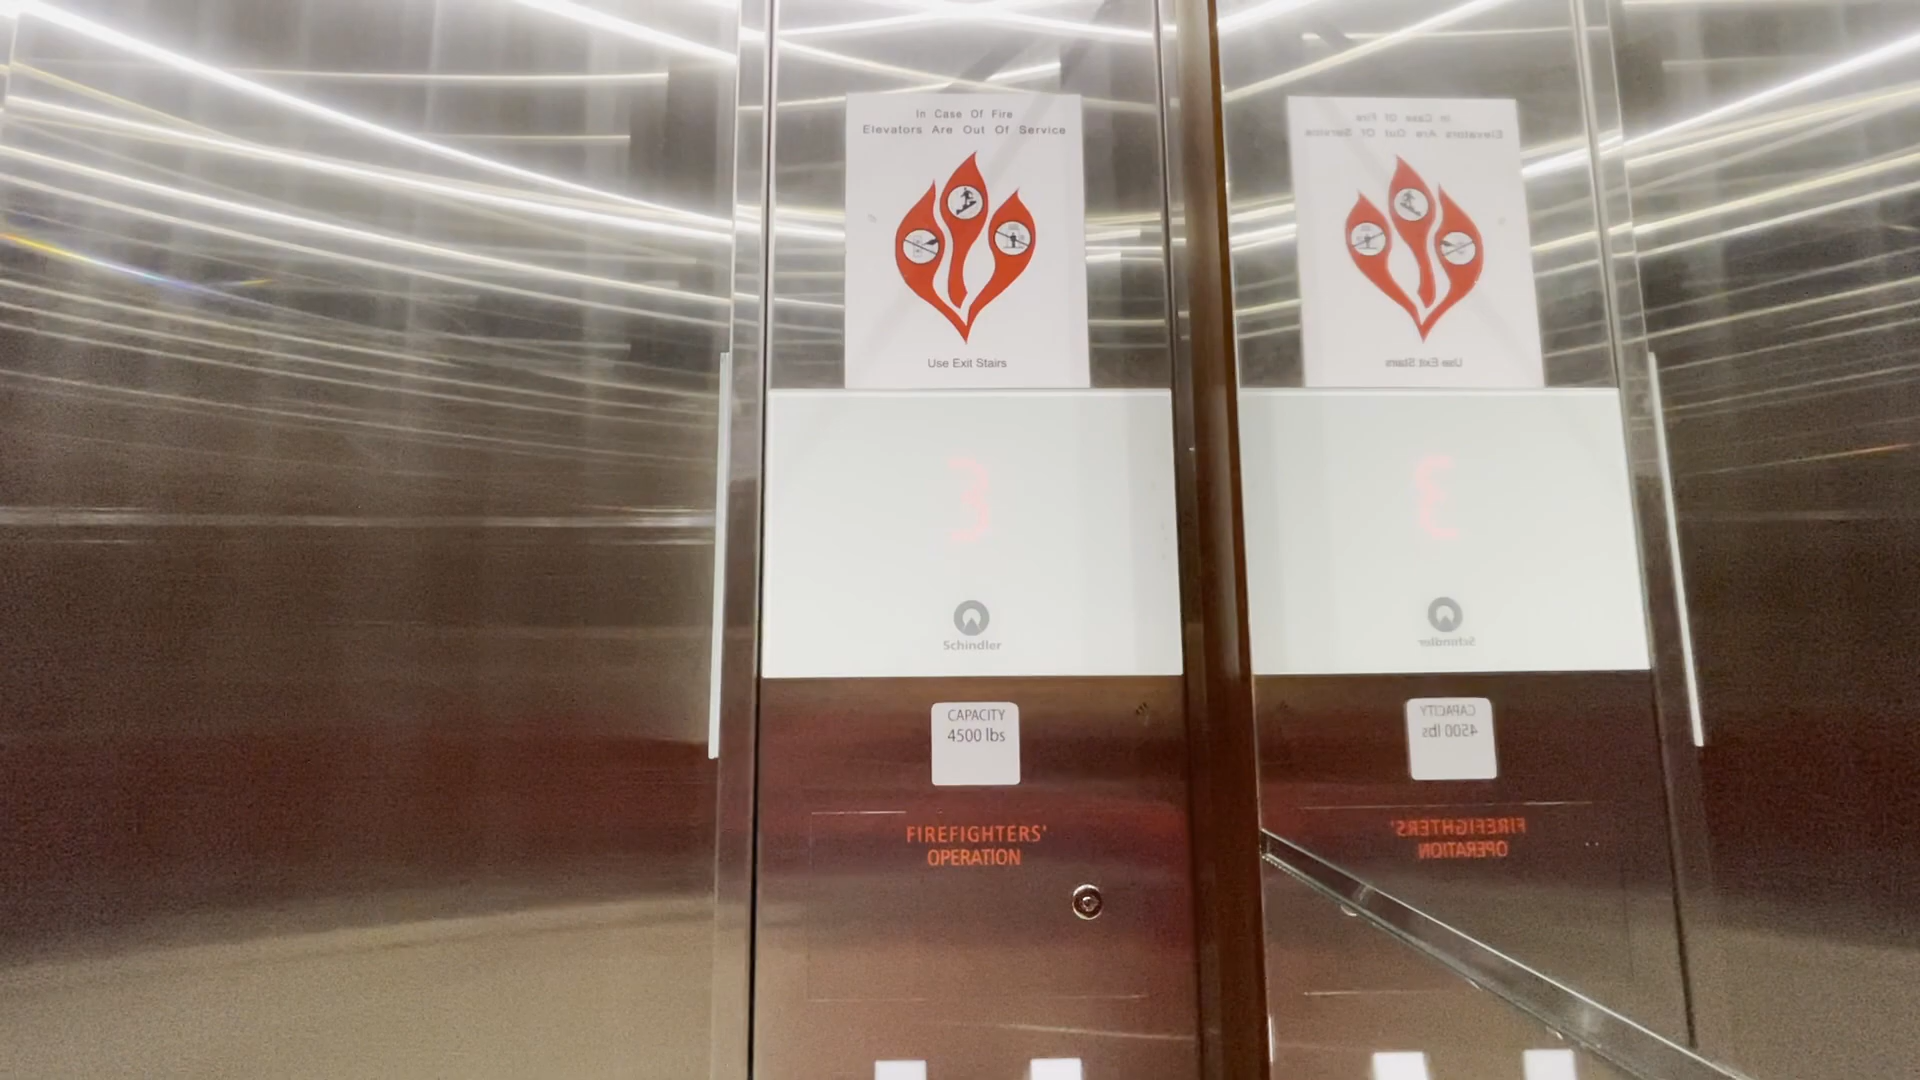 In Case Of Fire
Elevators Are Out Of Service
Use Exit Stairs
3
Schindler
CAPACITY
4500 lbs
FIREFIGHTERS'
OPERATION